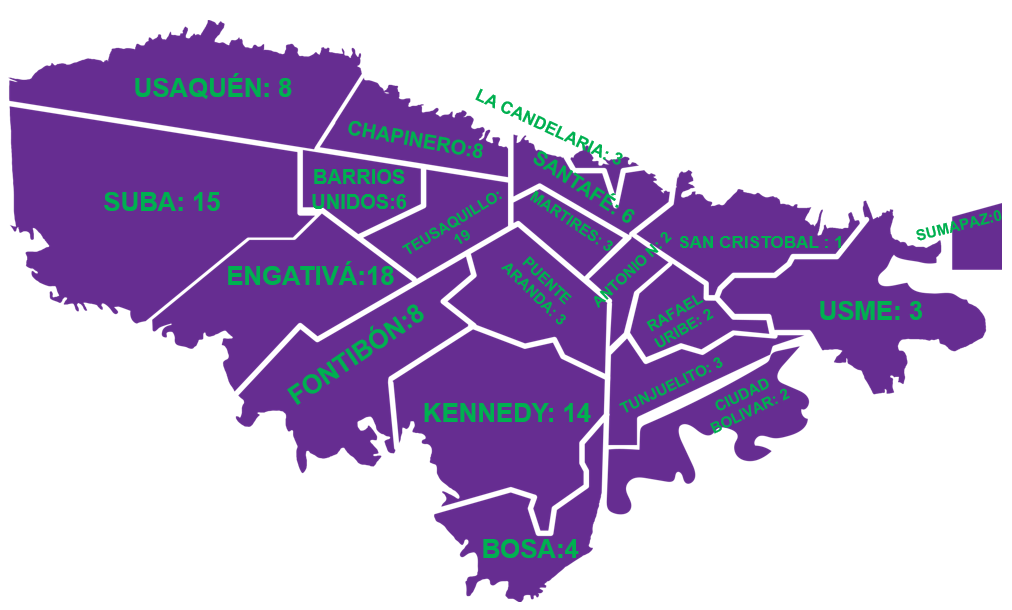 USAQUÉN: 8
LA CANDELARIA: 3
CHAPINERO:8
SANTAFÉ: 6
BARRIOS
UNIDOS:6
SUBA: 15
TEUSAQUILLO:
19
MARTIRES: 3
ANTONIO N: 2
SAN CRISTOBAL : 1
SUMAPAZ:0
ENGATIVÁ:18
PUENTE
ARANDA: 3
RAFAEL
URIBE: 2
USME: 3
FONTIBÓN:8
TUNJUELITO: 3
CIUDAD
BOLIVAR: 2
KENNEDY: 14
BOSA:4